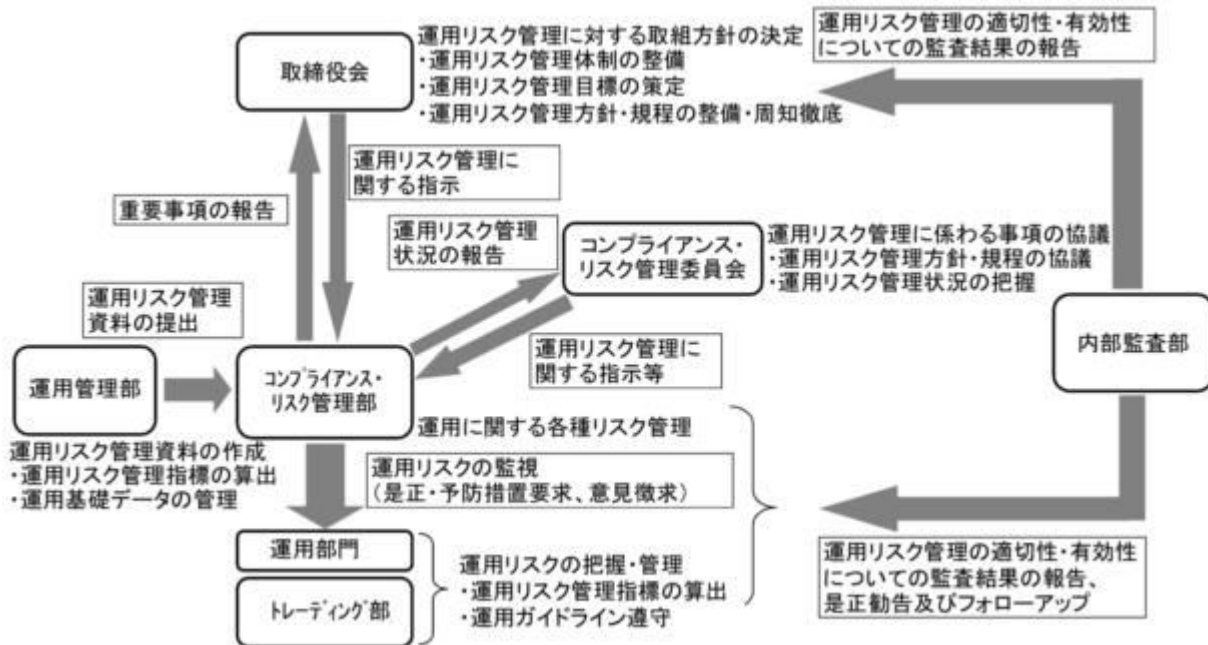 取締役会
運用リスク管理に対する取組方針の決定
・運用リスク管理体制の整備
・運用リスク管理目標の策定
・運用リスク管理方針・規程の整備・周知徹底
運用リスク管理の適切性・有効性
についての監査結果の報告
運用リスク管理に
関する指示
重要事項の報告
運用リスク管理
状況の報告
コンプライアンス・
リスク管理委員会
運用リスク管理に係わる事項の協議
・運用リスク管理方針・規程の協議
・運用リスク管理状況の把握
運用リスク管理
資料の提出
運用リスク管理に
関する指示等
内部監査部
運用管理部
コンプライアンス・
リスク管理部
運用に関する各種リスク管理
運用リスク管理資料の作成
・運用リスク管理指標の算出
・運用基礎データの管理
運用リスクの監視
（是正・予防措置要求、意見徴求）
運用部門
トレーディング部
運用リスクの把握・管理
・運用リスク管理指標の算出
・運用ガイドライン遵守
運用リスク管理の適切性・有効性
についての監査結果の報告、
是正勧告及びフォローアップ